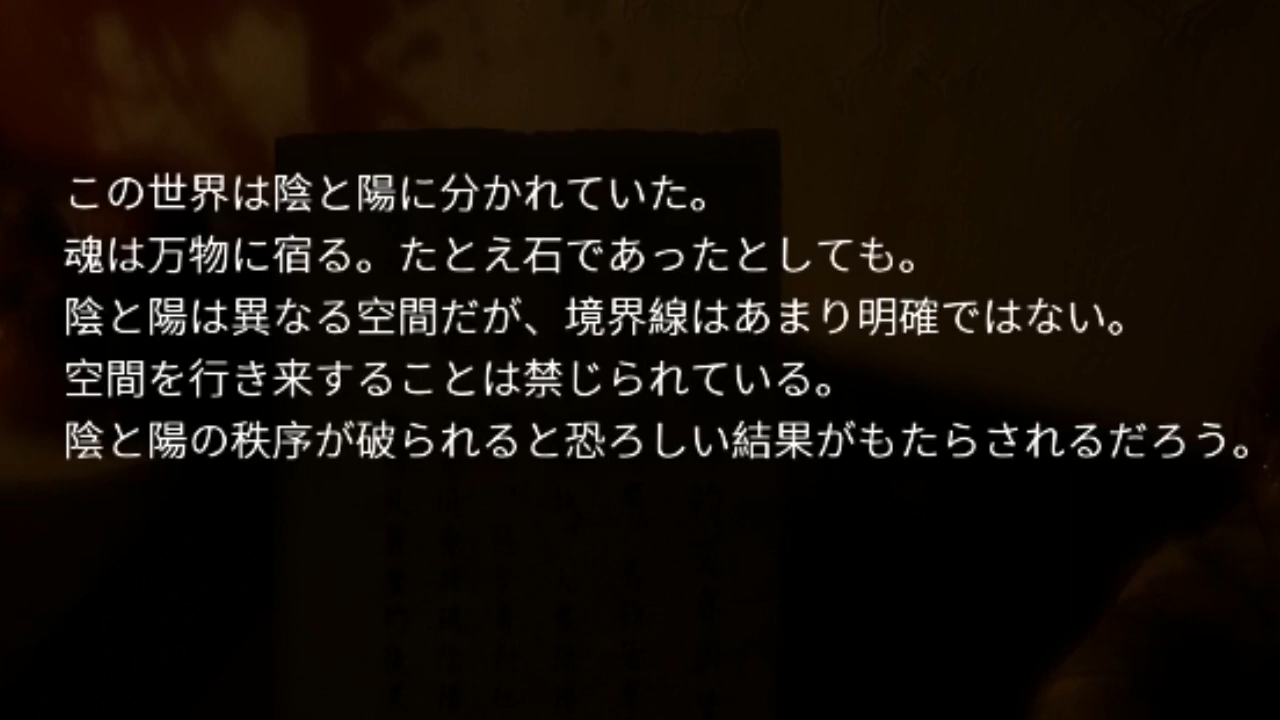 この世界は陰と陽に分かれていた。
魂は万物に宿る。たとえ石であったとしても。
陰と陽は異なる空間だが、境界線はあまり明確ではない。
空間を行き来することは禁じられている。
陰と陽の秩序が破られると恐ろしい結果がもたらされるだろう。